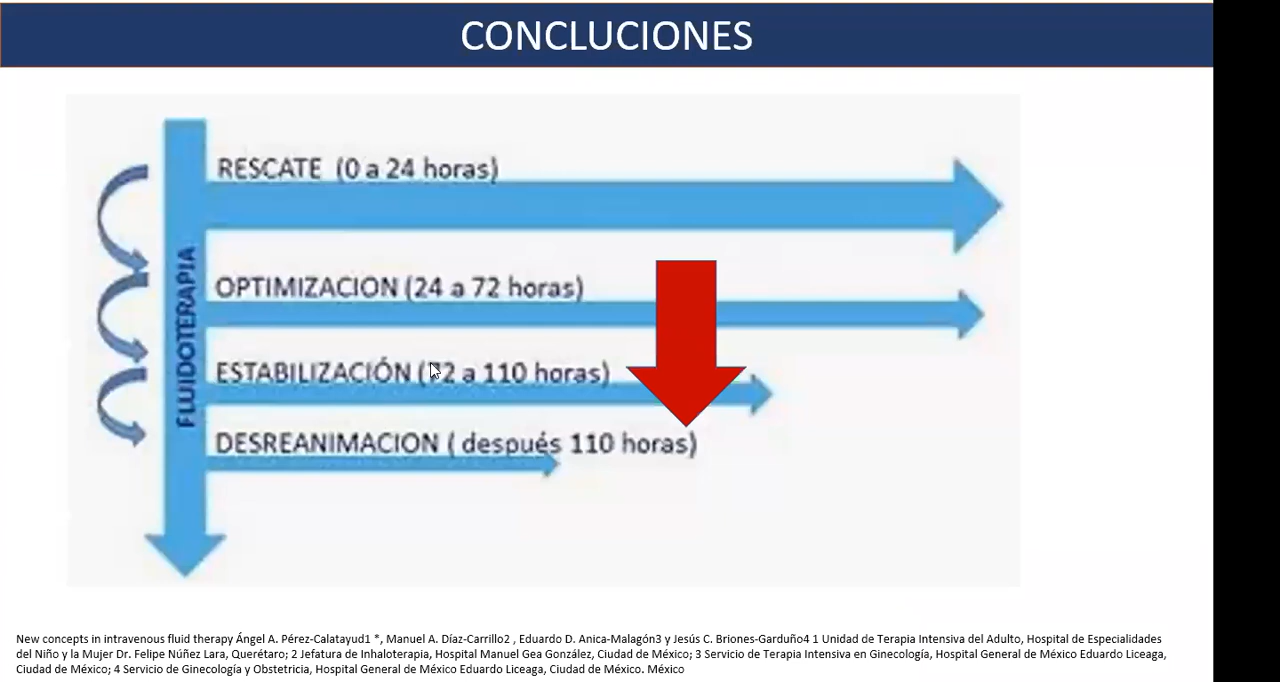 CONCLUCIONES
RESCATE (0 a 24 horas)
OPTIMIZACION (24 a 72 horas)
FLUIDOTERAPIA
ESTABILIZACIÓN (72 a 110 horas)
DESREANIMACION ( después 110 horas)
New concepts in intravenous fluid therapy Ángel A. Pérez-Calatayud1 *, Manuel A. Díaz-Carrillo2 , Eduardo D. Anica-Malagón3 y Jesús C. Briones-Garduño4 1 Unidad de Terapia Intensiva del Adulto, Hospital de Especialidades
del Niño y la Mujer Dr. Felipe Núñez Lara, Querétaro; 2 Jefatura de Inhaloterapia, Hospital Manuel Gea González, Ciudad de México; 3 Servicio de Terapia Intensiva en Ginecología, Hospital General de México Eduardo Liceaga,
Ciudad de México; 4 Servicio de Ginecología y Obstetricia, Hospital General de México Eduardo Liceaga, Ciudad de México. México